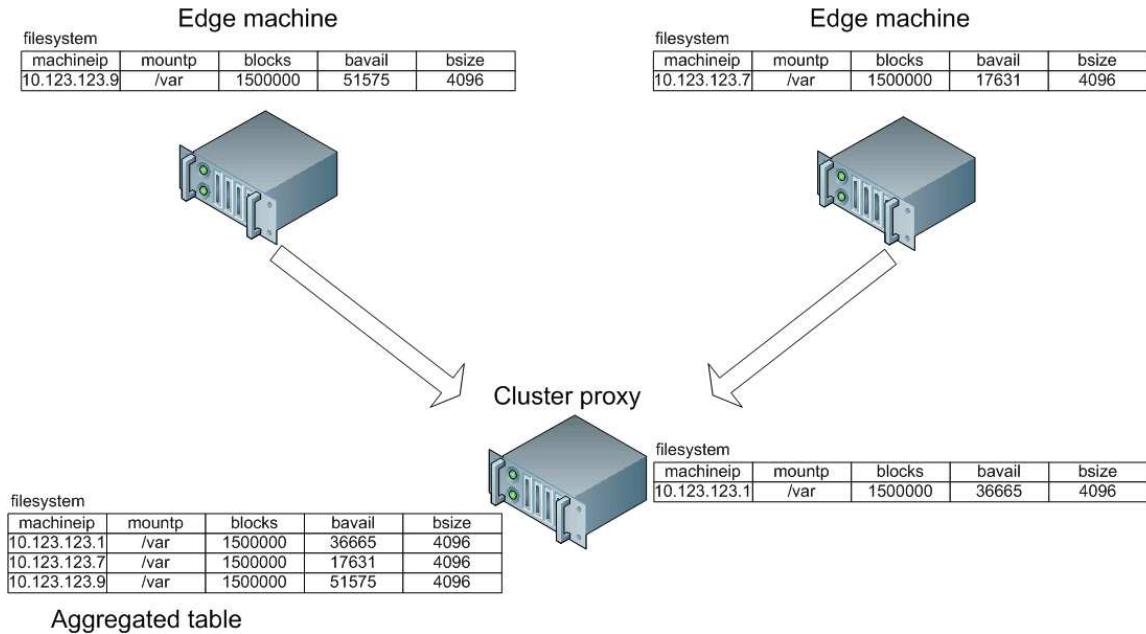 Edge machine
filesystem
machineip mountp blocks bavail bsize
10.123.123.9 /var 1500000 51575 4096
Edge machine
filesystem
machineip mountp blocks bavail bsize
10.123.123.7 /var 1500000 17631 4096
Cluster proxy
filesystem
machineip mountp blocks bavail bsize
10.123.123.1 /var 1500000 36665 4096
filesystem
machineip mountp blocks bavail bsize
10.123.123.1 /var 1500000 36665 4096
10.123.123.7 /var 1500000 17631 4096
10.123.123.9 /var 1500000 51575 4096
Aggregated table